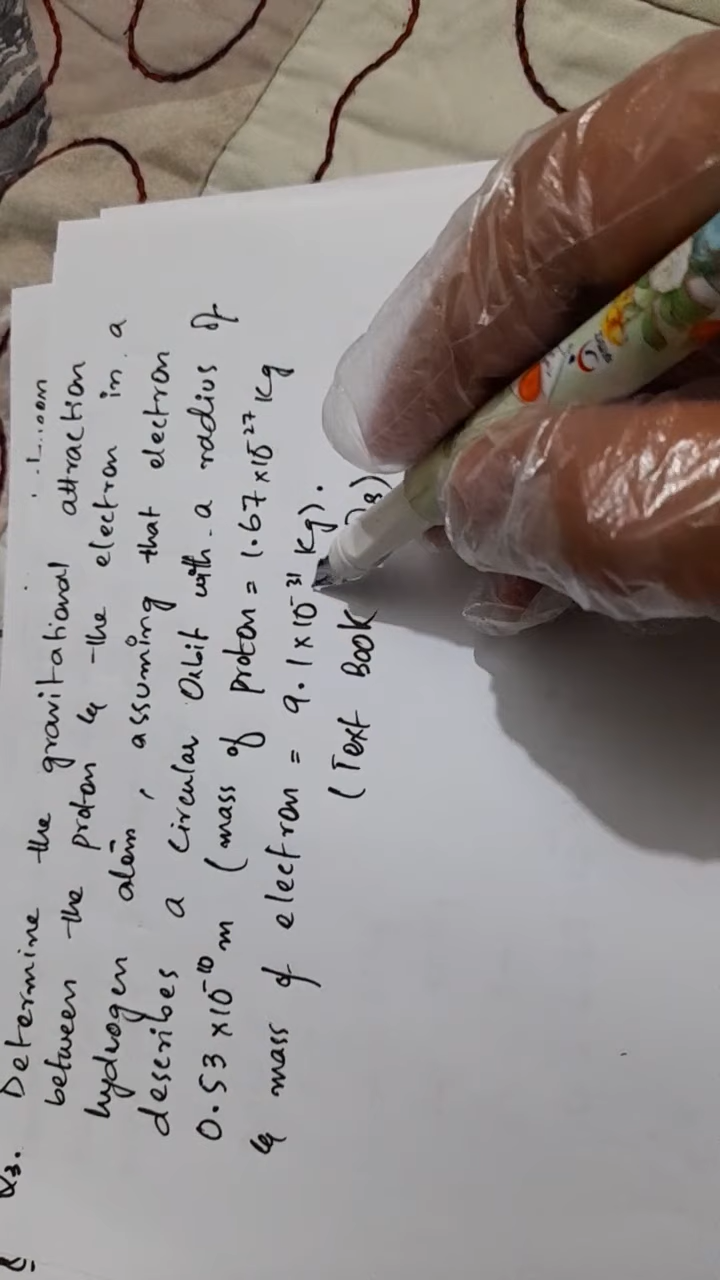 Q3. Determine the gravitational attraction
between the proton & the electron in a
hydrogen atom, assuming that electron
describes a circular Orbit with a radius of
0.53 × 10⁻¹⁰ m (mass of proton = 1.67 × 10⁻²⁷ Kg
& mass of electron = 9.1 × 10⁻³¹ Kg).
(Text Book